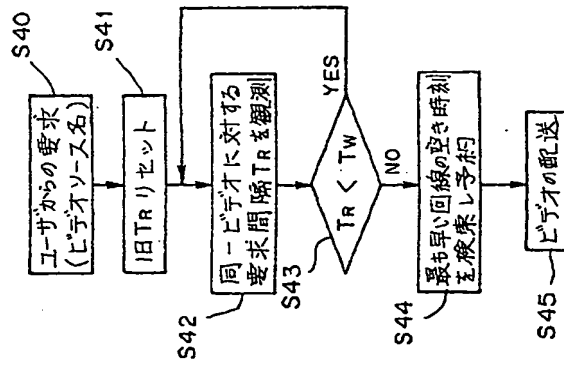 S40
ユーザからの要求
(ビデオソース名)
S41
旧TRリセット
S42
同一ビデオに対する
要求間隔TRを観測
S43
TR < TW
YES
NO
S44
最も早い回線の空き時刻
を検索し予約
S45
ビデオの配送